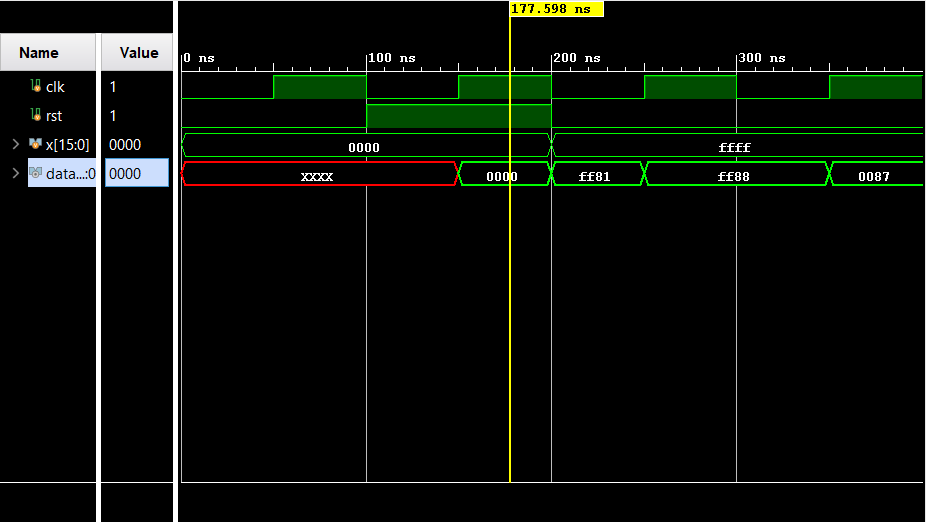 177.598 ns
Name Value
0 ns 100 ns 200 ns 300 ns
clk 1
rst 1
x[15:0] 0000 0000 ffff
data...:0 0000 XXXX 0000 ff81 ff88 0087